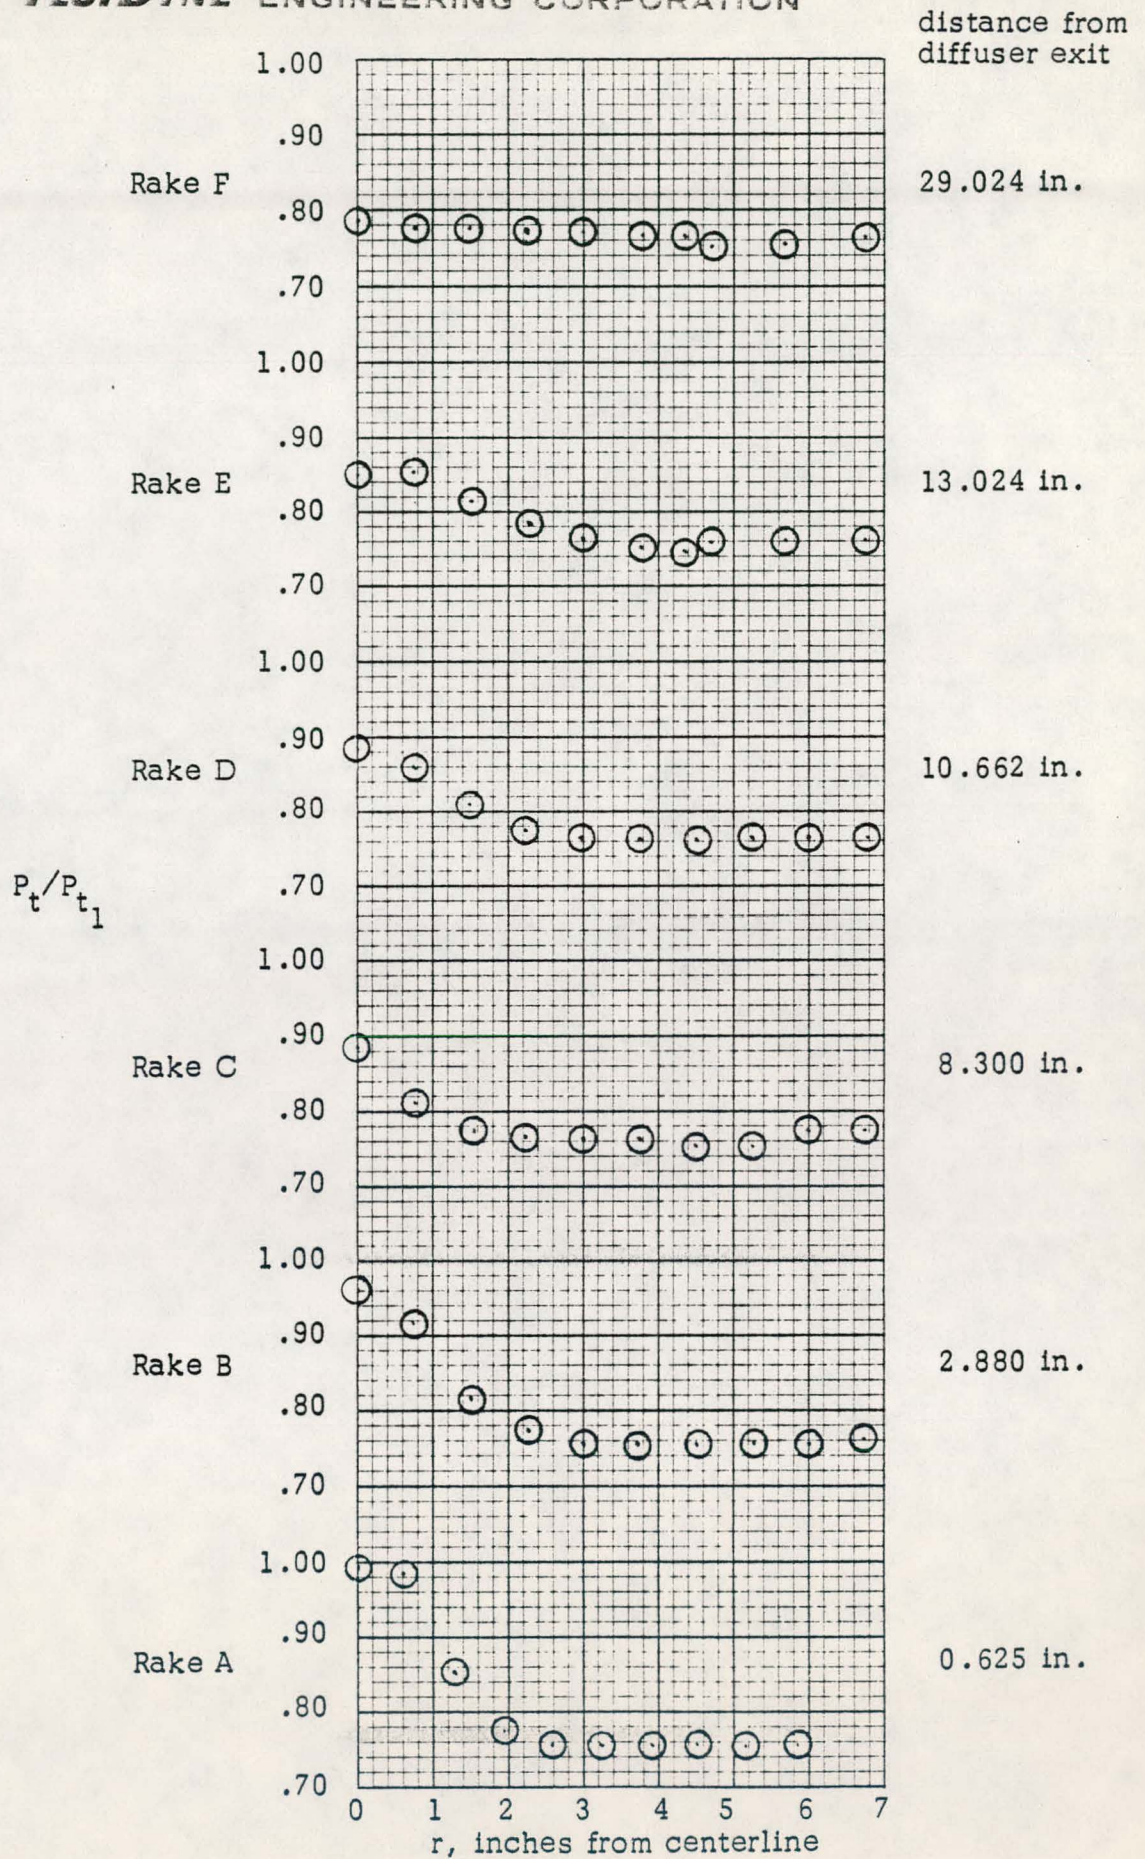 ENGINEERING CORPORATION
distance from
diffuser exit
1.00
.90
Rake F
29.024 in.
.80
.70
1.00
.90
Rake E
13.024 in.
.80
.70
1.00
.90
Rake D
10.662 in.
.80
Pt/Pt1
.70
1.00
.90
Rake C
8.300 in.
.80
.70
1.00
.90
Rake B
2.880 in.
.80
.70
1.00
.90
Rake A
0.625 in.
.80
.70
0 1 2 3 4 5 6 7
r, inches from centerline